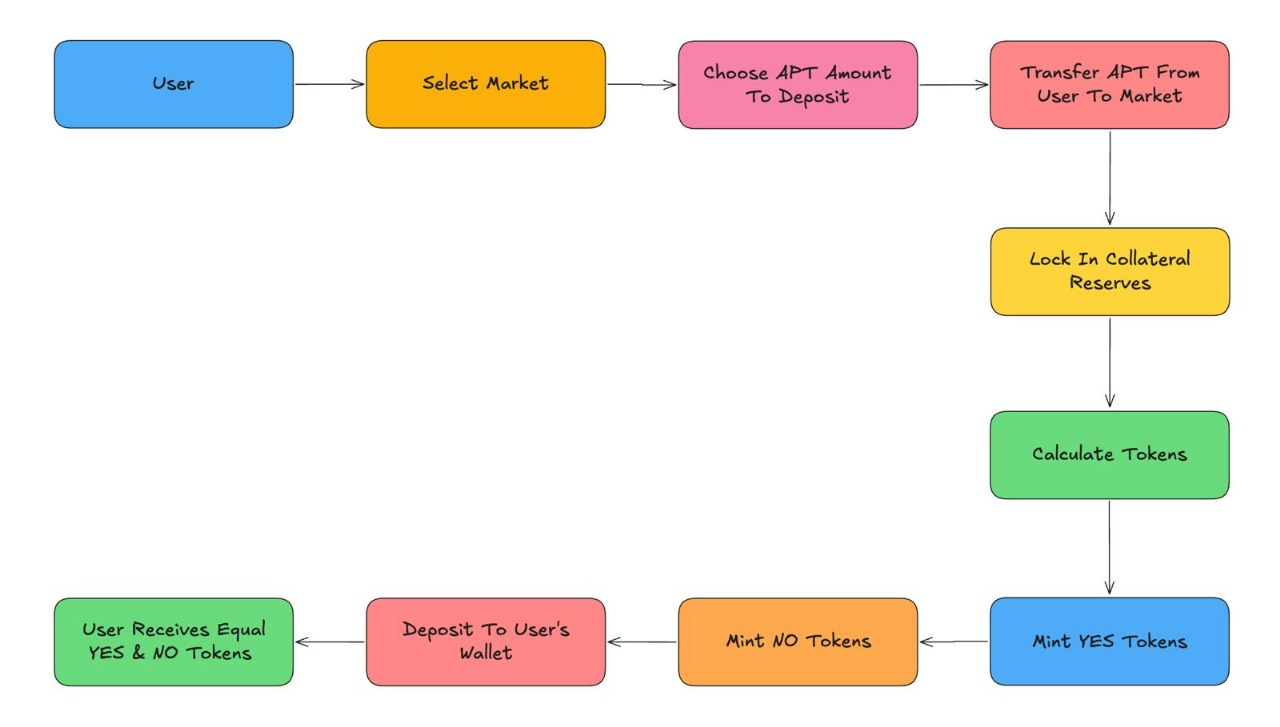 User
Select Market
Choose APT Amount
To Deposit
Transfer APT From
User To Market
Lock In Collateral
Reserves
Calculate Tokens
Mint YES Tokens
Mint NO Tokens
Deposit To User's
Wallet
User Receives Equal
YES & NO Tokens